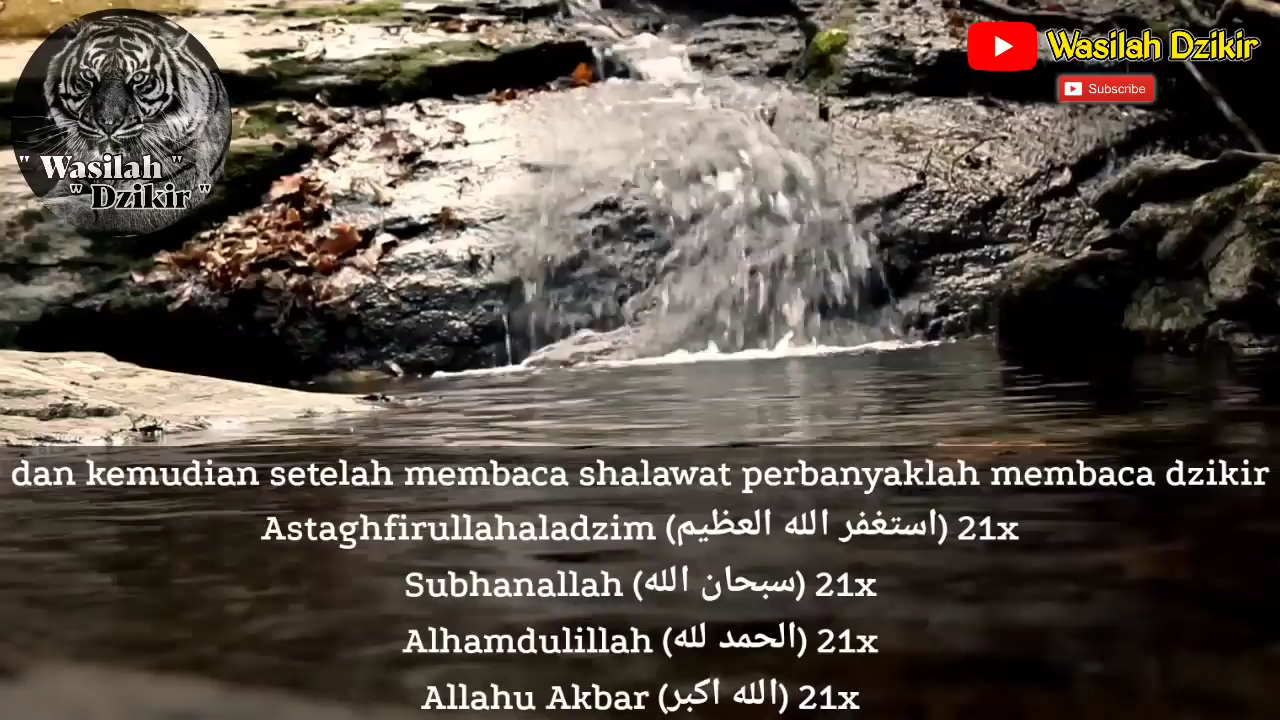 " Wasilah "
" Dzikir "
Wasilah Dzikir
Subscribe
dan kemudian setelah membaca shalawat perbanyaklah membaca dzikir
Astaghfirullahaladzim (استغفر الله العظيم) 21x
Subhanallah (سبحان الله) 21x
Alhamdulillah (الحمد لله) 21x
Allahu Akbar (الله اكبر) 21x